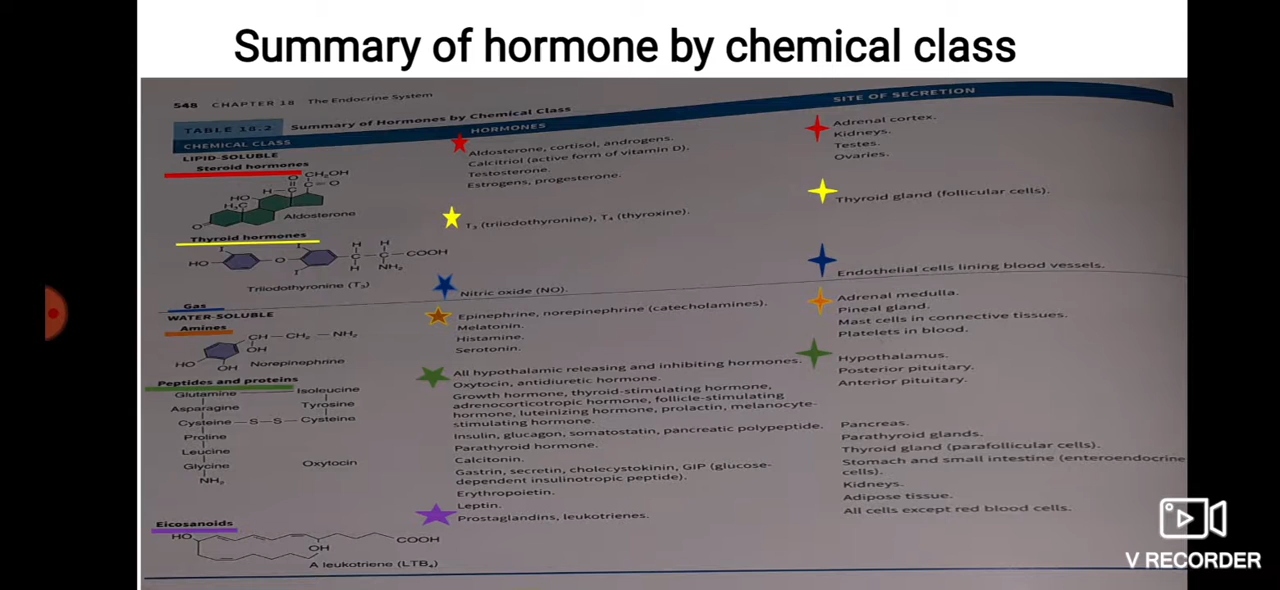 Summary of hormone by chemical class
548 CHAPTER 18 The Endocrine System
TABLE 18.2 Summary of Hormones by Chemical Class
CHEMICAL CLASS HORMONES SITE OF SECRETION
LIPID-SOLUBLE
Steroid hormones
Aldosterone, cortisol, androgens. Adrenal cortex.
Calcitriol (active form of vitamin D). Kidneys.
Testosterone. Testes.
Estrogens, progesterone. Ovaries.
O CH₂OH
H—C C=O
HO
H₃C
O Aldosterone
Thyroid hormones
T₃ (triiodothyronine), T₄ (thyroxine). Thyroid gland (follicular cells).
I I H H
HO O C—C—COOH
I H NH₂
Triiodothyronine (T₃)
Gas
Nitric oxide (NO). Endothelial cells lining blood vessels.
WATER-SOLUBLE
Amines
Epinephrine, norepinephrine (catecholamines). Adrenal medulla.
Melatonin. Pineal gland.
Histamine. Mast cells in connective tissues.
Serotonin. Platelets in blood.
CH—CH₂—NH₂
OH
HO
OH Norepinephrine
Peptides and proteins
All hypothalamic releasing and inhibiting hormones. Hypothalamus.
Oxytocin, antidiuretic hormone. Posterior pituitary.
Growth hormone, thyroid-stimulating hormone, Anterior pituitary.
adrenocorticotropic hormone, follicle-stimulating
hormone, luteinizing hormone, prolactin, melanocyte-
stimulating hormone.
Insulin, glucagon, somatostatin, pancreatic polypeptide. Pancreas.
Parathyroid hormone. Parathyroid glands.
Calcitonin. Thyroid gland (parafollicular cells).
Gastrin, secretin, cholecystokinin, GIP (glucose- Stomach and small intestine (enteroendocrine
dependent insulinotropic peptide). cells).
Erythropoietin. Kidneys.
Leptin. Adipose tissue.
Glutamine Isoleucine
Asparagine Tyrosine
Cysteine—S—S—Cysteine
Proline
Leucine
Glycine Oxytocin
NH₂
Eicosanoids
Prostaglandins, leukotrienes. All cells except red blood cells.
HO
COOH
OH
A leukotriene (LTB₄)
V RECORDER